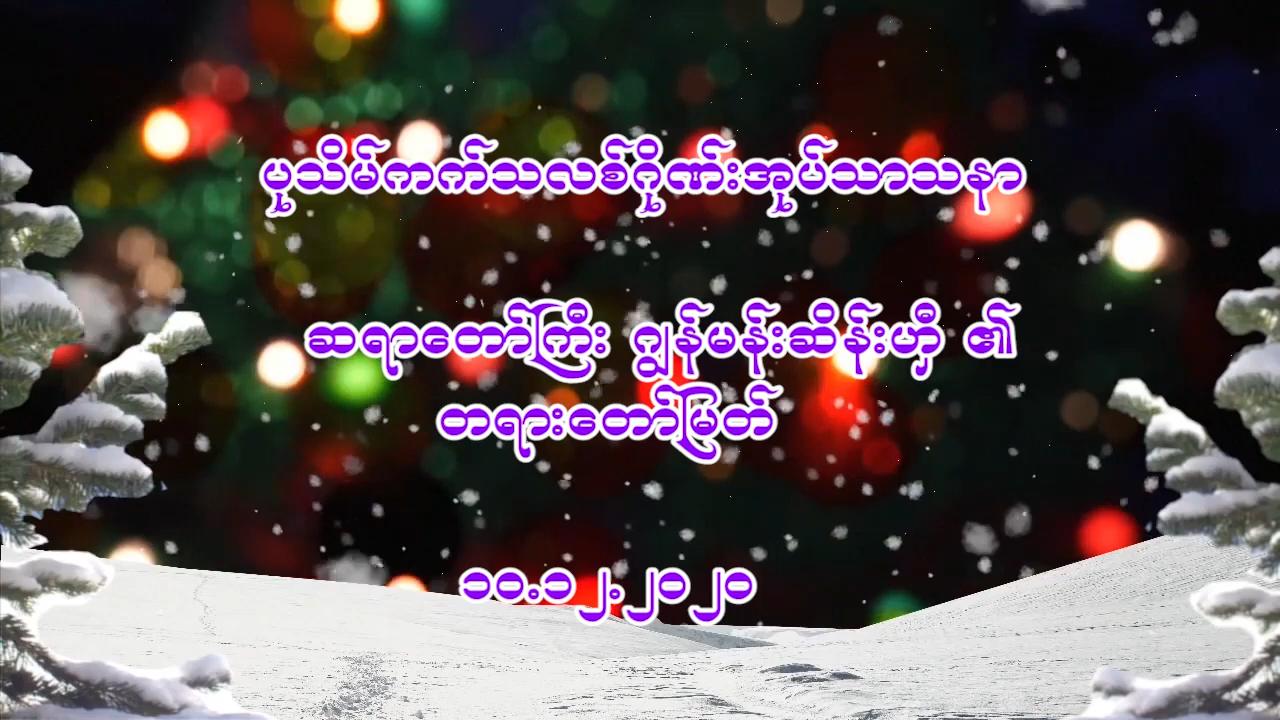 ပုသိမ်ကက်သလစ်ဂိုဏ်းအုပ်သာသနာ
ဆရာတော်ကြီး ဂျွန်မန်းဆိန်းဟှီ ၏
တရားတော်မြတ်
၁၀.၁၂.၂၀၂၀